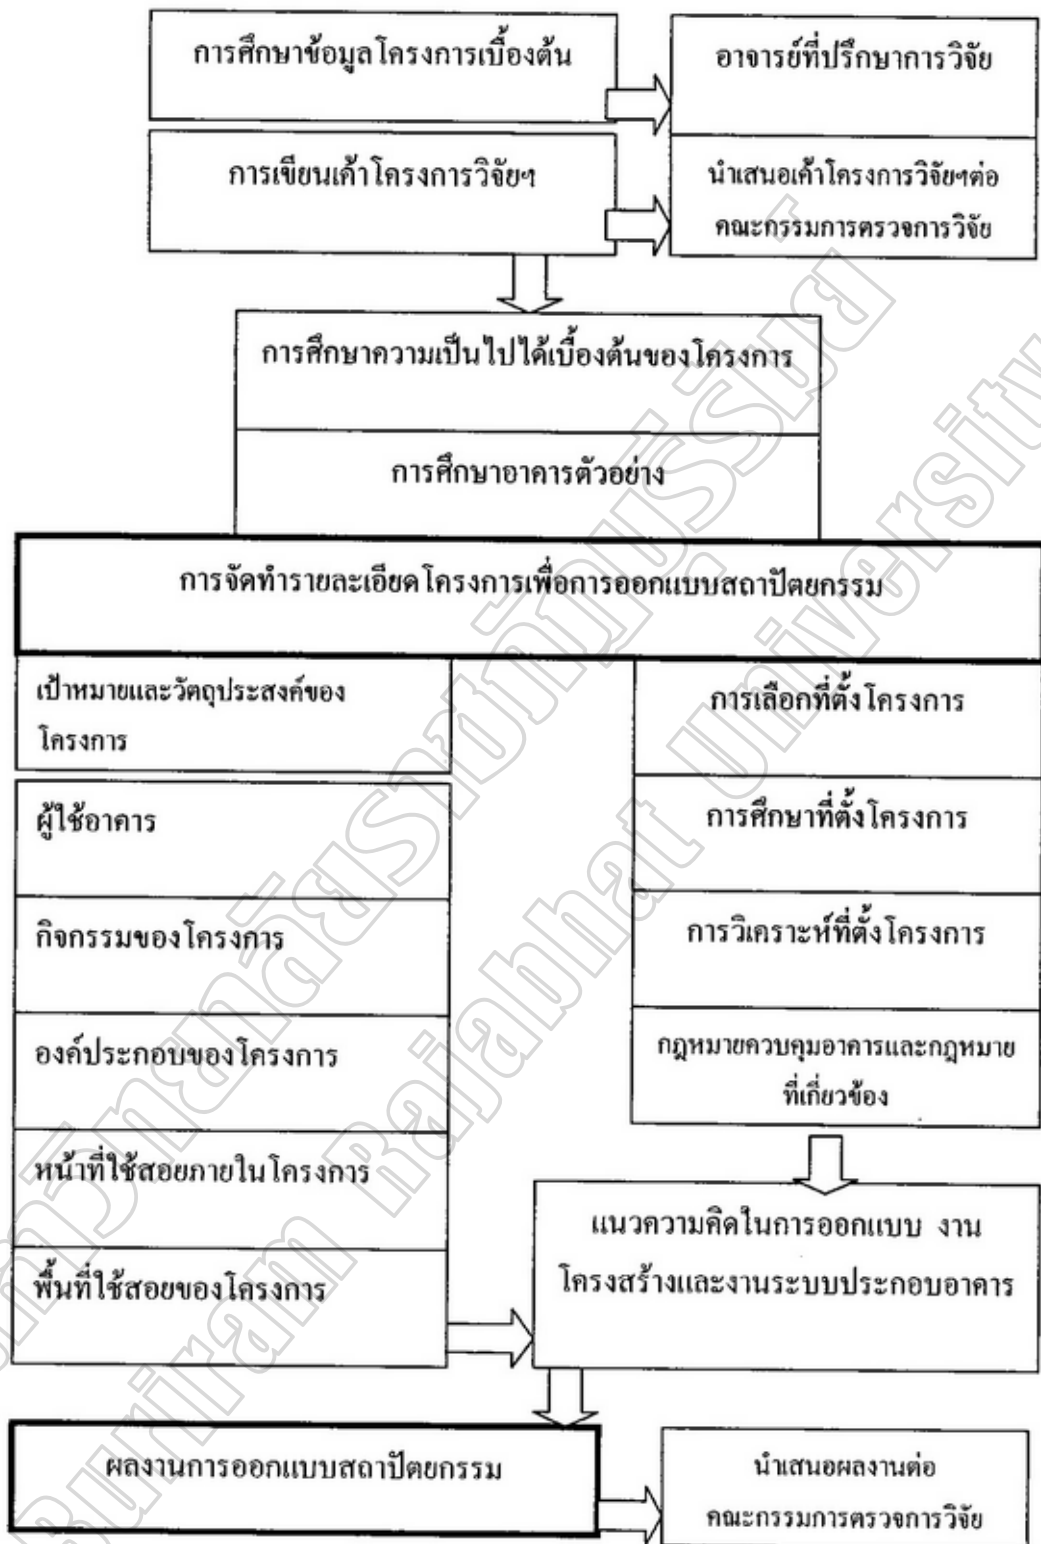 การศึกษาข้อมูลโครงการเบื้องต้น
อาจารย์ที่ปรึกษาการวิจัย
การเขียนเค้าโครงการวิจัยฯ
นำเสนอเค้าโครงการวิจัยฯต่อ
คณะกรรมการตรวจการวิจัย
การศึกษาความเป็นไปได้เบื้องต้นของโครงการ
การศึกษาอาคารตัวอย่าง
การจัดทำรายละเอียดโครงการเพื่อการออกแบบสถาปัตยกรรม
เป้าหมายและวัตถุประสงค์ของ
โครงการ
ผู้ใช้อาคาร
กิจกรรมของโครงการ
องค์ประกอบของโครงการ
หน้าที่ใช้สอยภายในโครงการ
พื้นที่ใช้สอยของโครงการ
การเลือกที่ตั้งโครงการ
การศึกษาที่ตั้งโครงการ
การวิเคราะห์ที่ตั้งโครงการ
กฎหมายควบคุมอาคารและกฎหมาย
ที่เกี่ยวข้อง
แนวความคิดในการออกแบบ งาน
โครงสร้างและงานระบบประกอบอาคาร
ผลงานการออกแบบสถาปัตยกรรม
นำเสนอผลงานต่อ
คณะกรรมการตรวจการวิจัย
มหาวิทยาลัยราชภัฏบุรีรัมย์
Buriram Rajabhat University